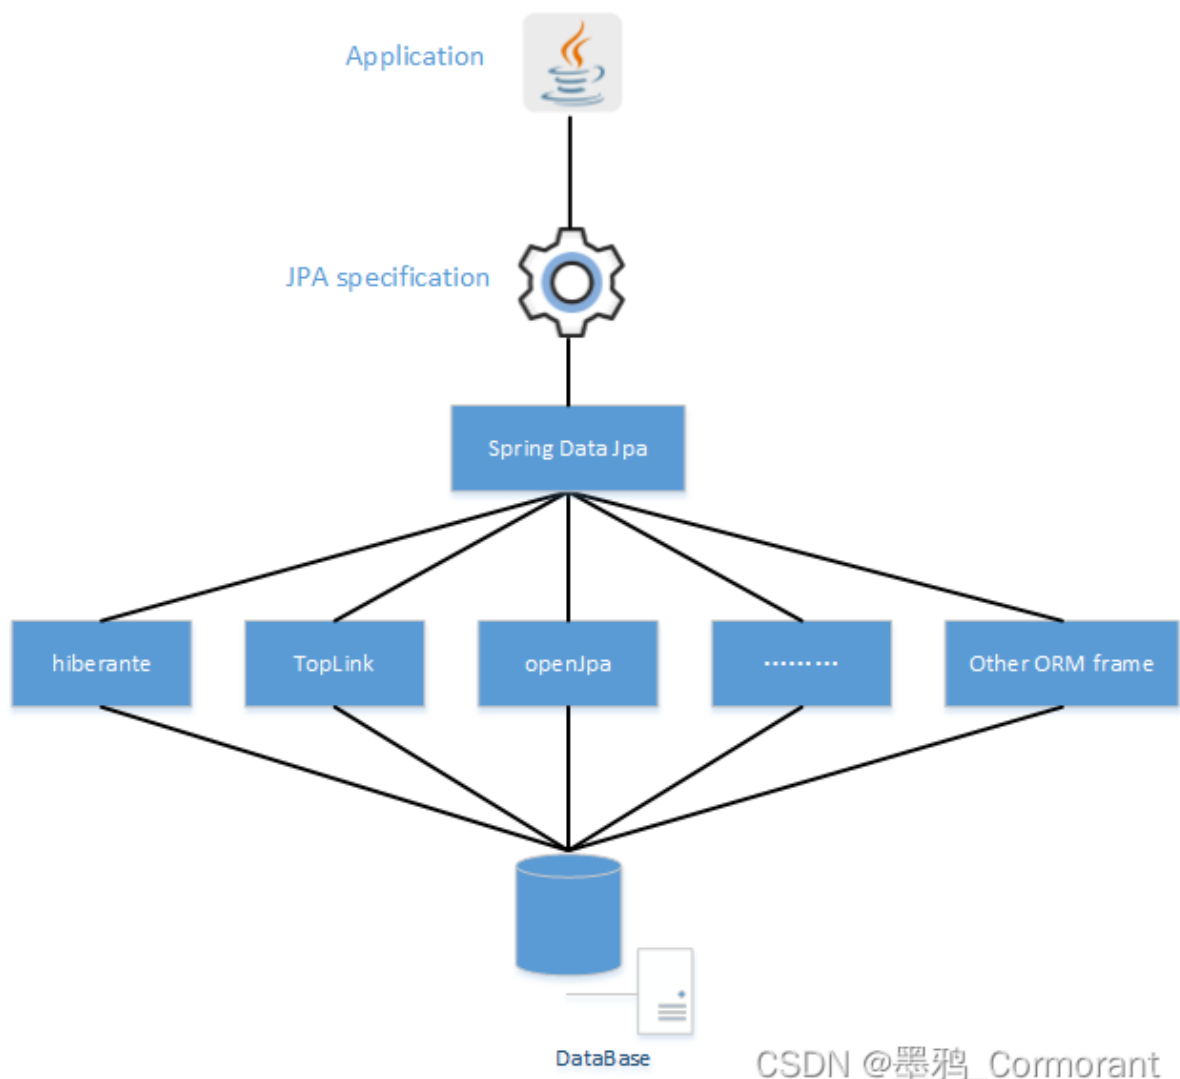 Application
JPA specification
Spring Data Jpa
hiberante
TopLink
openJpa
.........
Other ORM frame
DataBase
CSDN @墨鸦_Cormorant